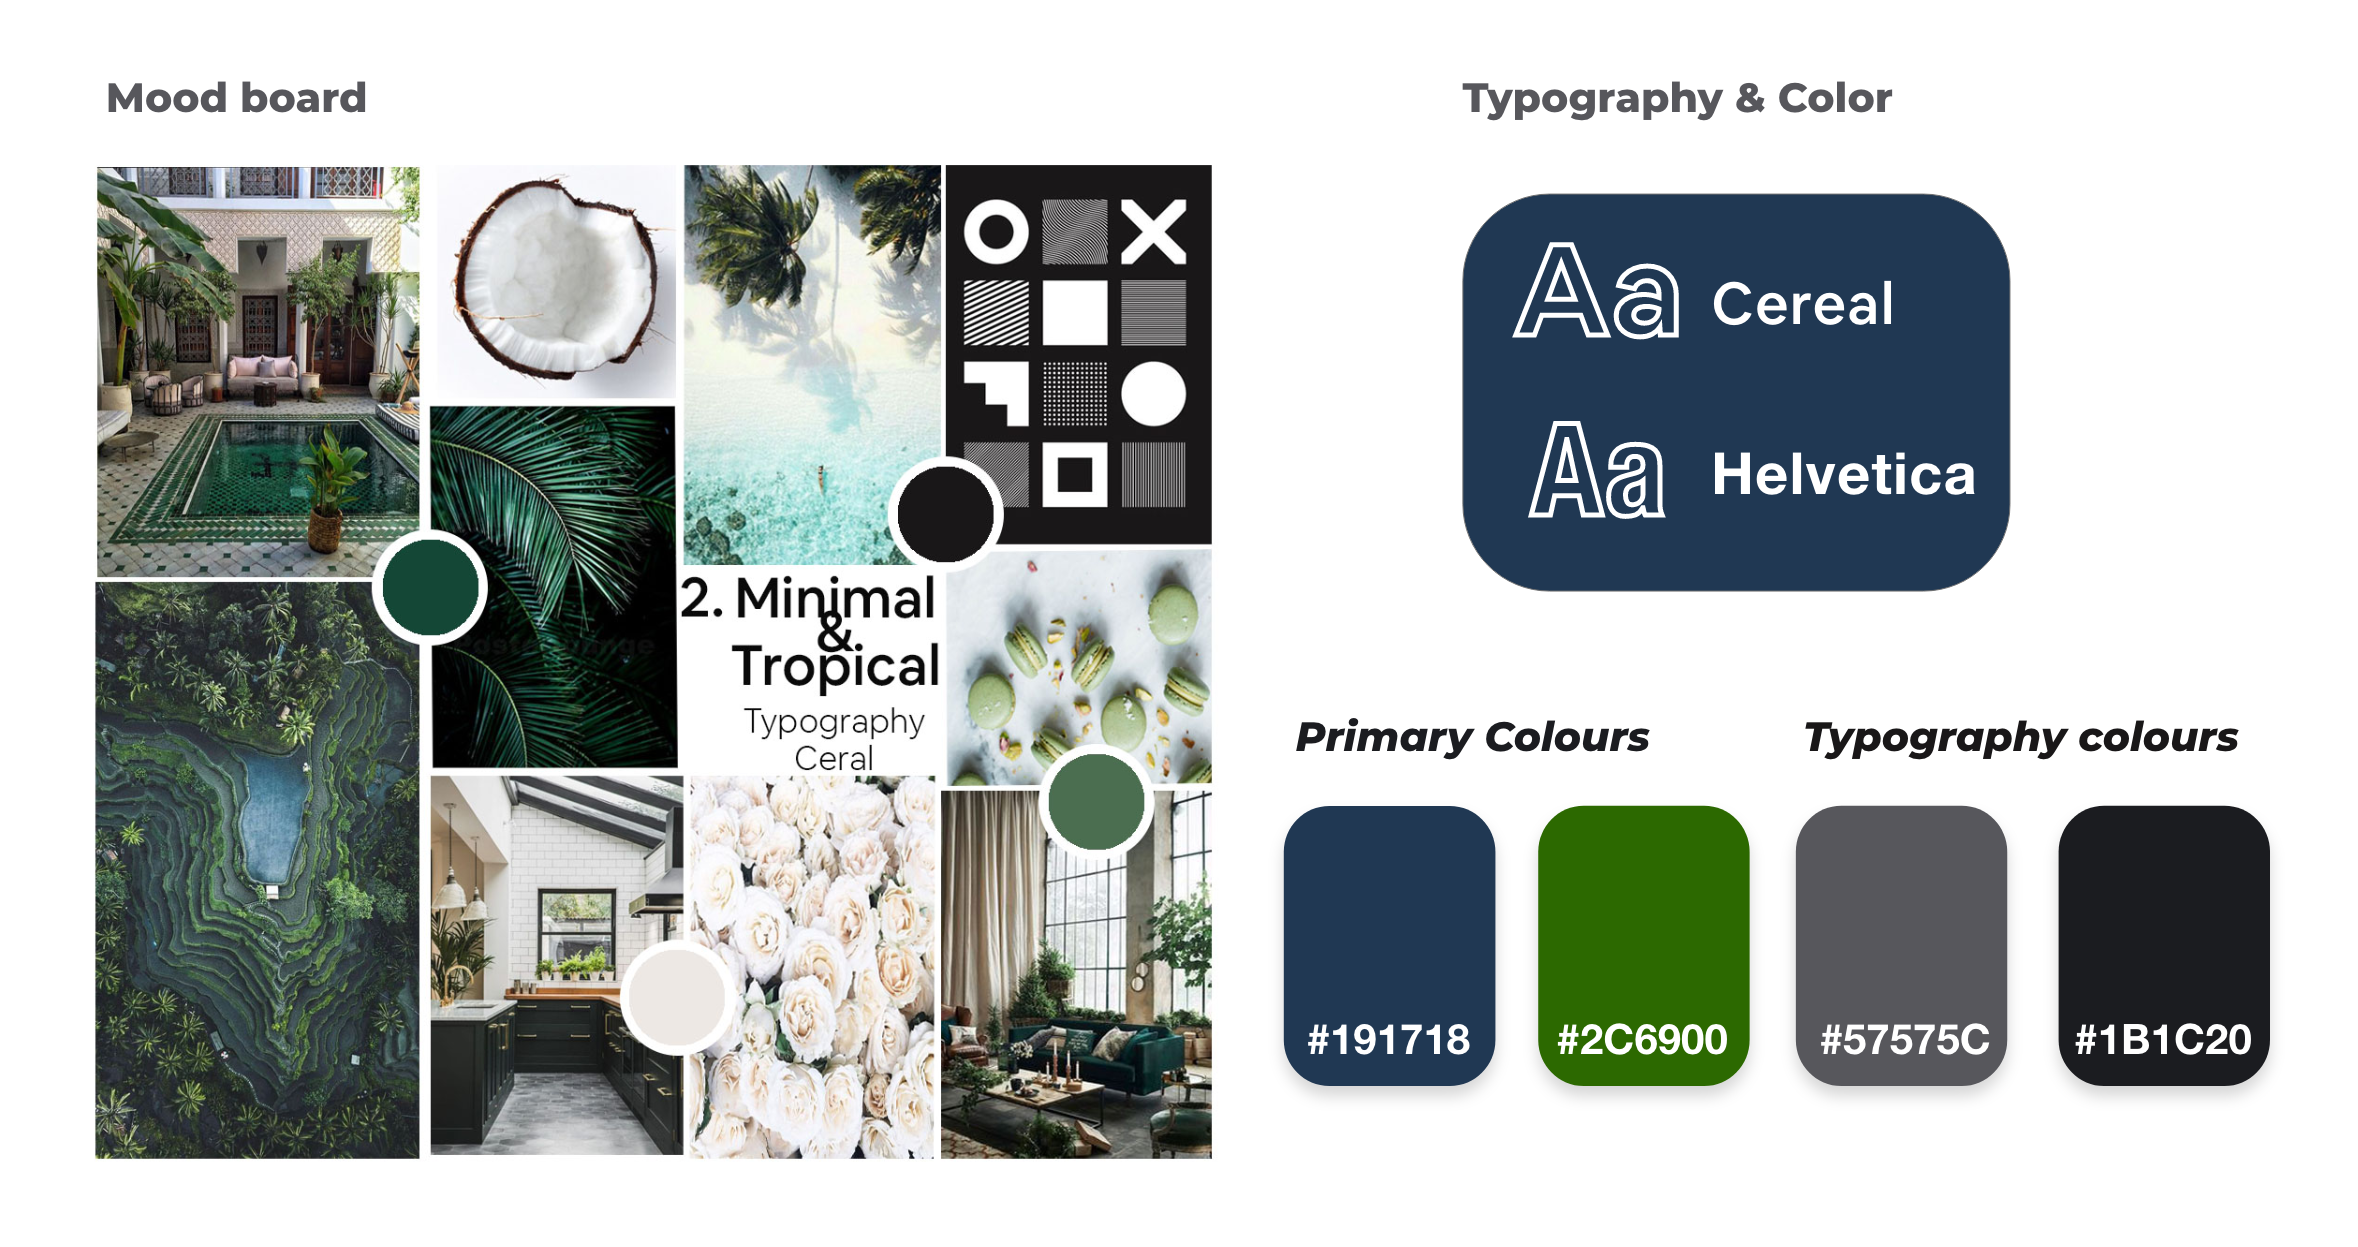 Mood board
Typography & Color
Aa Cereal
Aa Helvetica
2. Minimal
&
Tropical
Typography
Ceral
Primary Colours
Typography colours
#191718
#2C6900
#57575C
#1B1C20